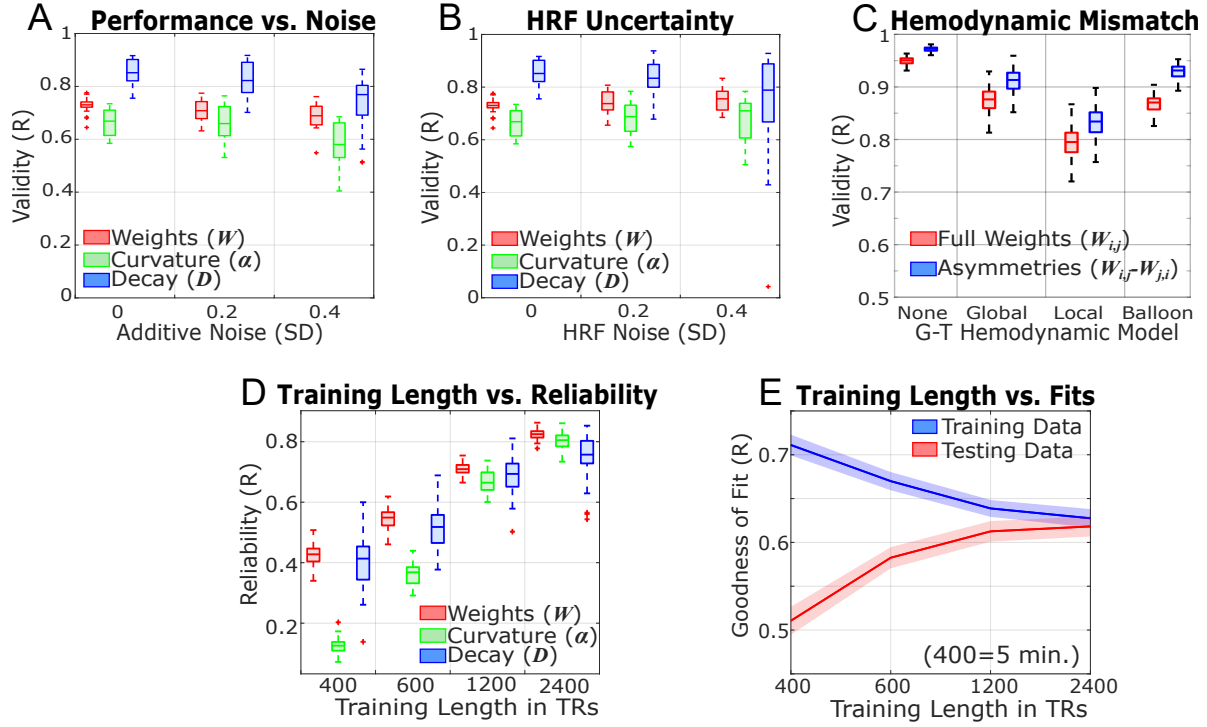 A Performance vs. Noise
1
0.8
0.6
0.4
0.2
0
Validity (R)
Weights (W)
Curvature (α)
Decay (D)
0 0.2 0.4
Additive Noise (SD)
B HRF Uncertainty
1
0.8
0.6
0.4
0.2
0
Validity (R)
Weights (W)
Curvature (α)
Decay (D)
0 0.2 0.4
HRF Noise (SD)
C Hemodynamic Mismatch
1
0.9
0.8
0.7
0.6
0.5
Validity (R)
Full Weights (Wi,j)
Asymmetries (Wi,j-Wj,i)
None Global Local Balloon
G-T Hemodynamic Model
D Training Length vs. Reliability
0.8
0.6
0.4
0.2
Reliability (R)
Weights (W)
Curvature (α)
Decay (D)
400 600 1200 2400
Training Length in TRs
E Training Length vs. Fits
0.7
0.6
0.5
Goodness of Fit (R)
Training Data
Testing Data
(400=5 min.)
400 600 1200 2400
Training Length in TRs